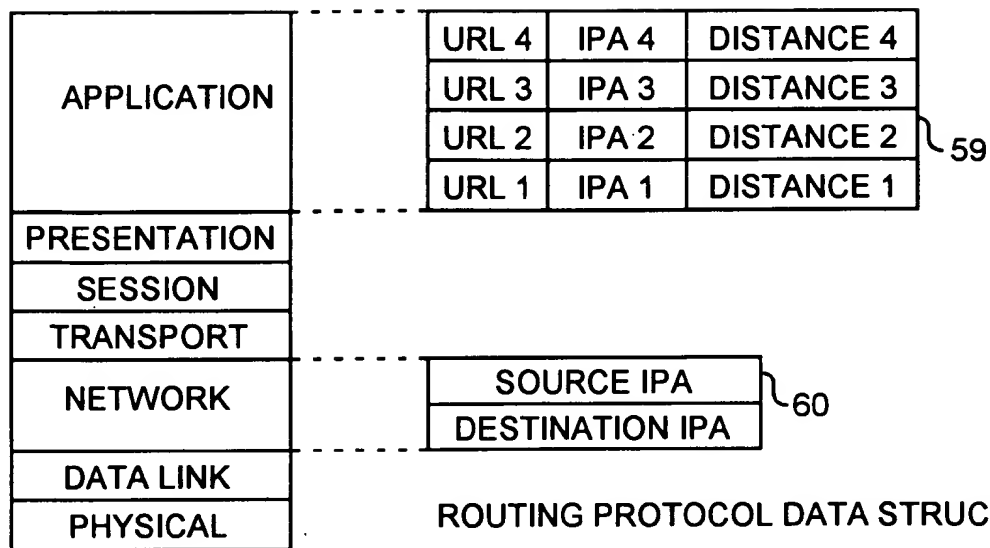 APPLICATION
PRESENTATION
SESSION
TRANSPORT
NETWORK
DATA LINK
PHYSICAL
URL 4 IPA 4 DISTANCE 4
URL 3 IPA 3 DISTANCE 3
URL 2 IPA 2 DISTANCE 2
URL 1 IPA 1 DISTANCE 1
59
SOURCE IPA
DESTINATION IPA
60
ROUTING PROTOCOL DATA STRUC